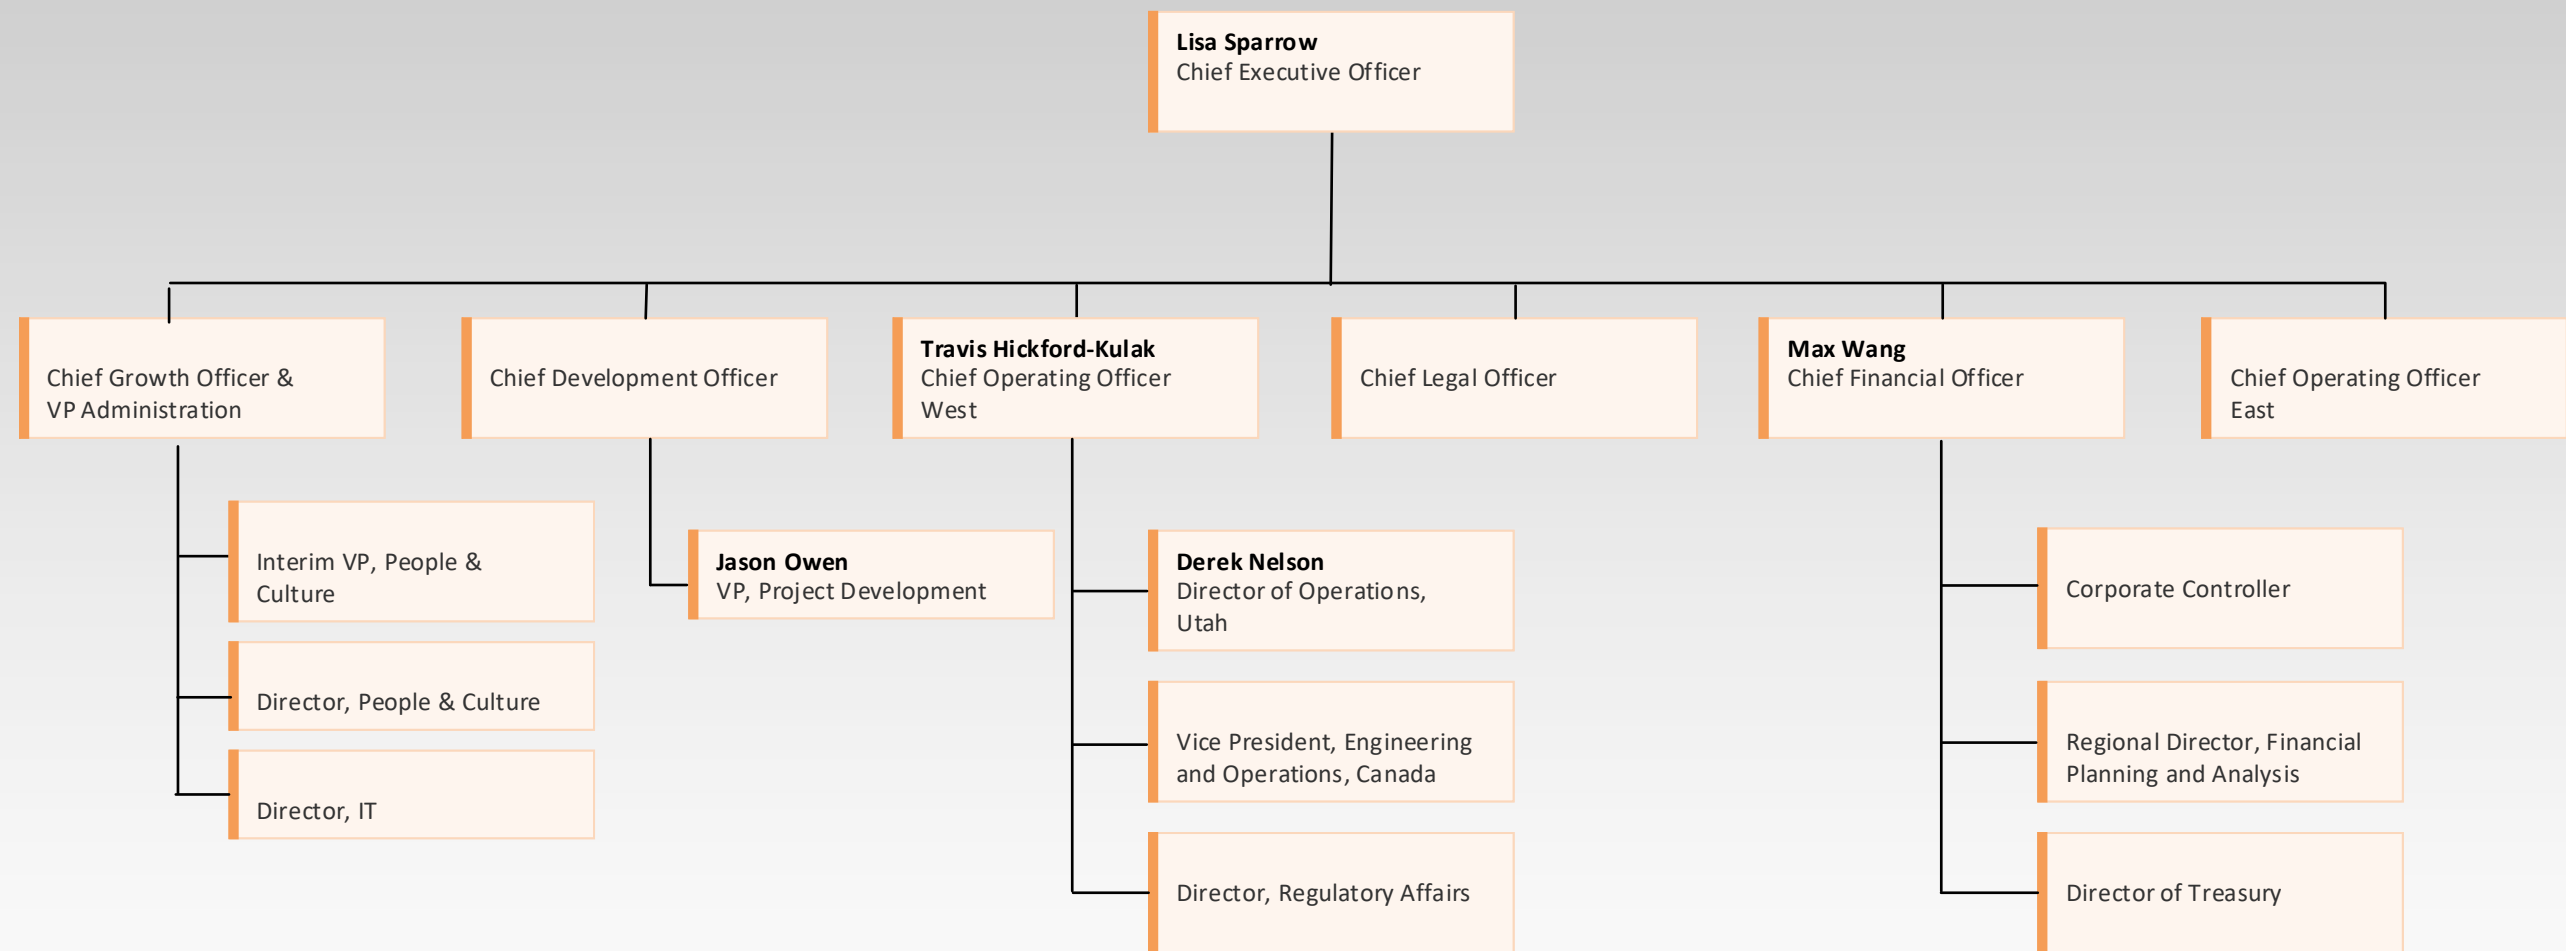 Lisa Sparrow
Chief Executive Officer
Chief Growth Officer &
VP Administration
Chief Development Officer
Travis Hickford-Kulak
Chief Operating Officer
West
Chief Legal Officer
Max Wang
Chief Financial Officer
Chief Operating Officer
East
Interim VP, People &
Culture
Director, People & Culture
Director, IT
Jason Owen
VP, Project Development
Derek Nelson
Director of Operations,
Utah
Vice President, Engineering
and Operations, Canada
Director, Regulatory Affairs
Corporate Controller
Regional Director, Financial
Planning and Analysis
Director of Treasury